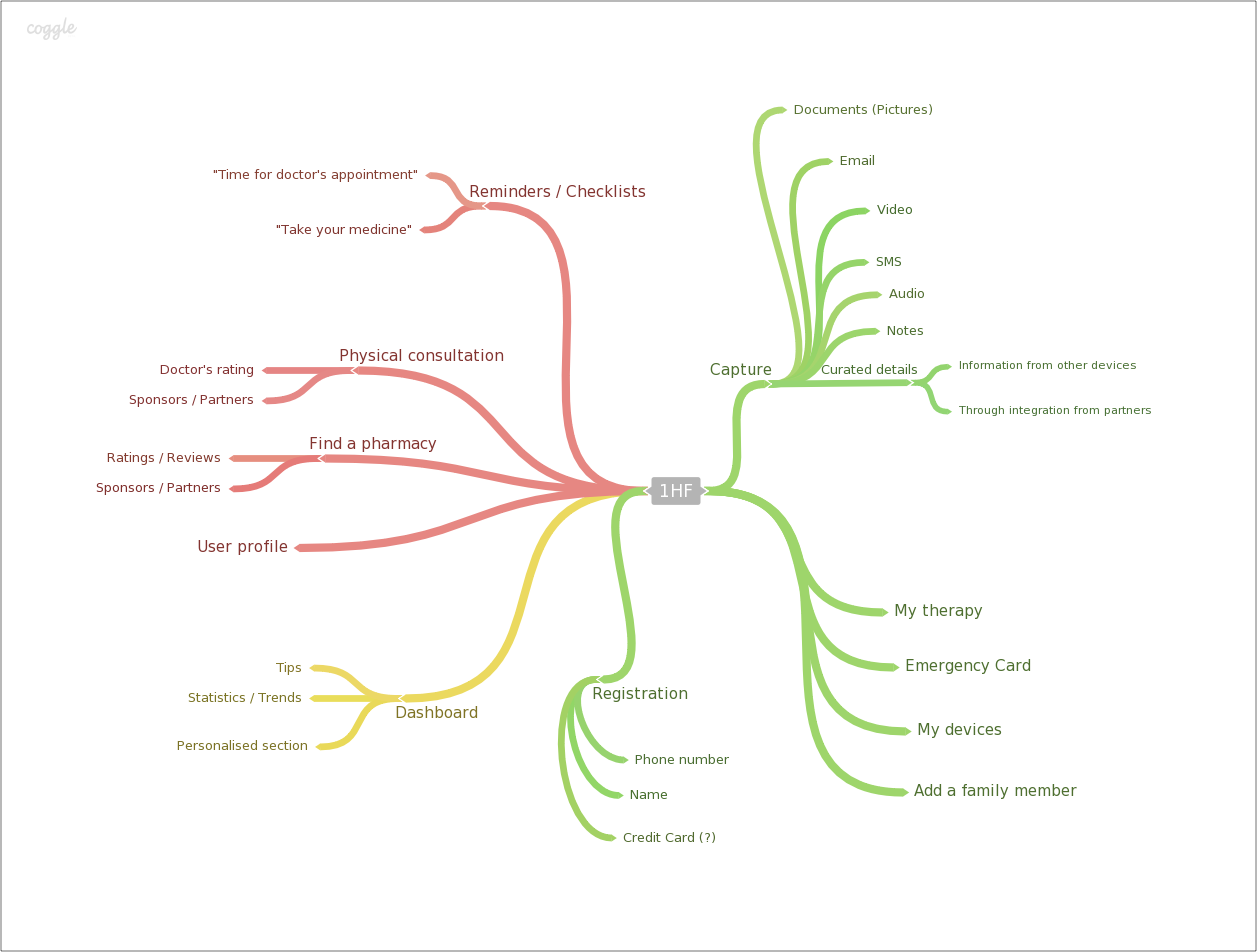 coggle
1HF
Reminders / Checklists
"Time for doctor's appointment"
"Take your medicine"
Physical consultation
Doctor's rating
Sponsors / Partners
Find a pharmacy
Ratings / Reviews
Sponsors / Partners
User profile
Dashboard
Tips
Statistics / Trends
Personalised section
Registration
Phone number
Name
Credit Card (?)
Capture
Documents (Pictures)
Email
Video
SMS
Audio
Notes
Curated details
Information from other devices
Through integration from partners
My therapy
Emergency Card
My devices
Add a family member